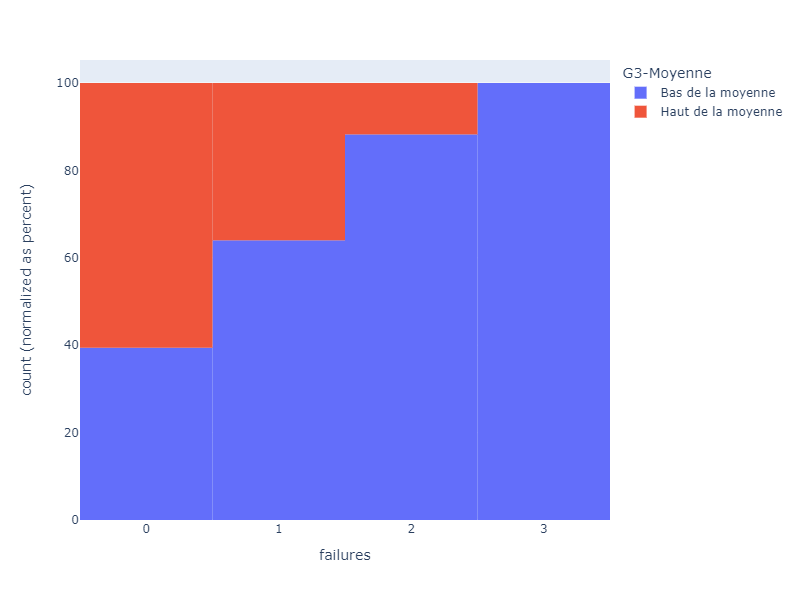 G3-Moyenne
Bas de la moyenne
Haut de la moyenne
count (normalized as percent)
100
80
60
40
20
0
0 1 2 3
failures